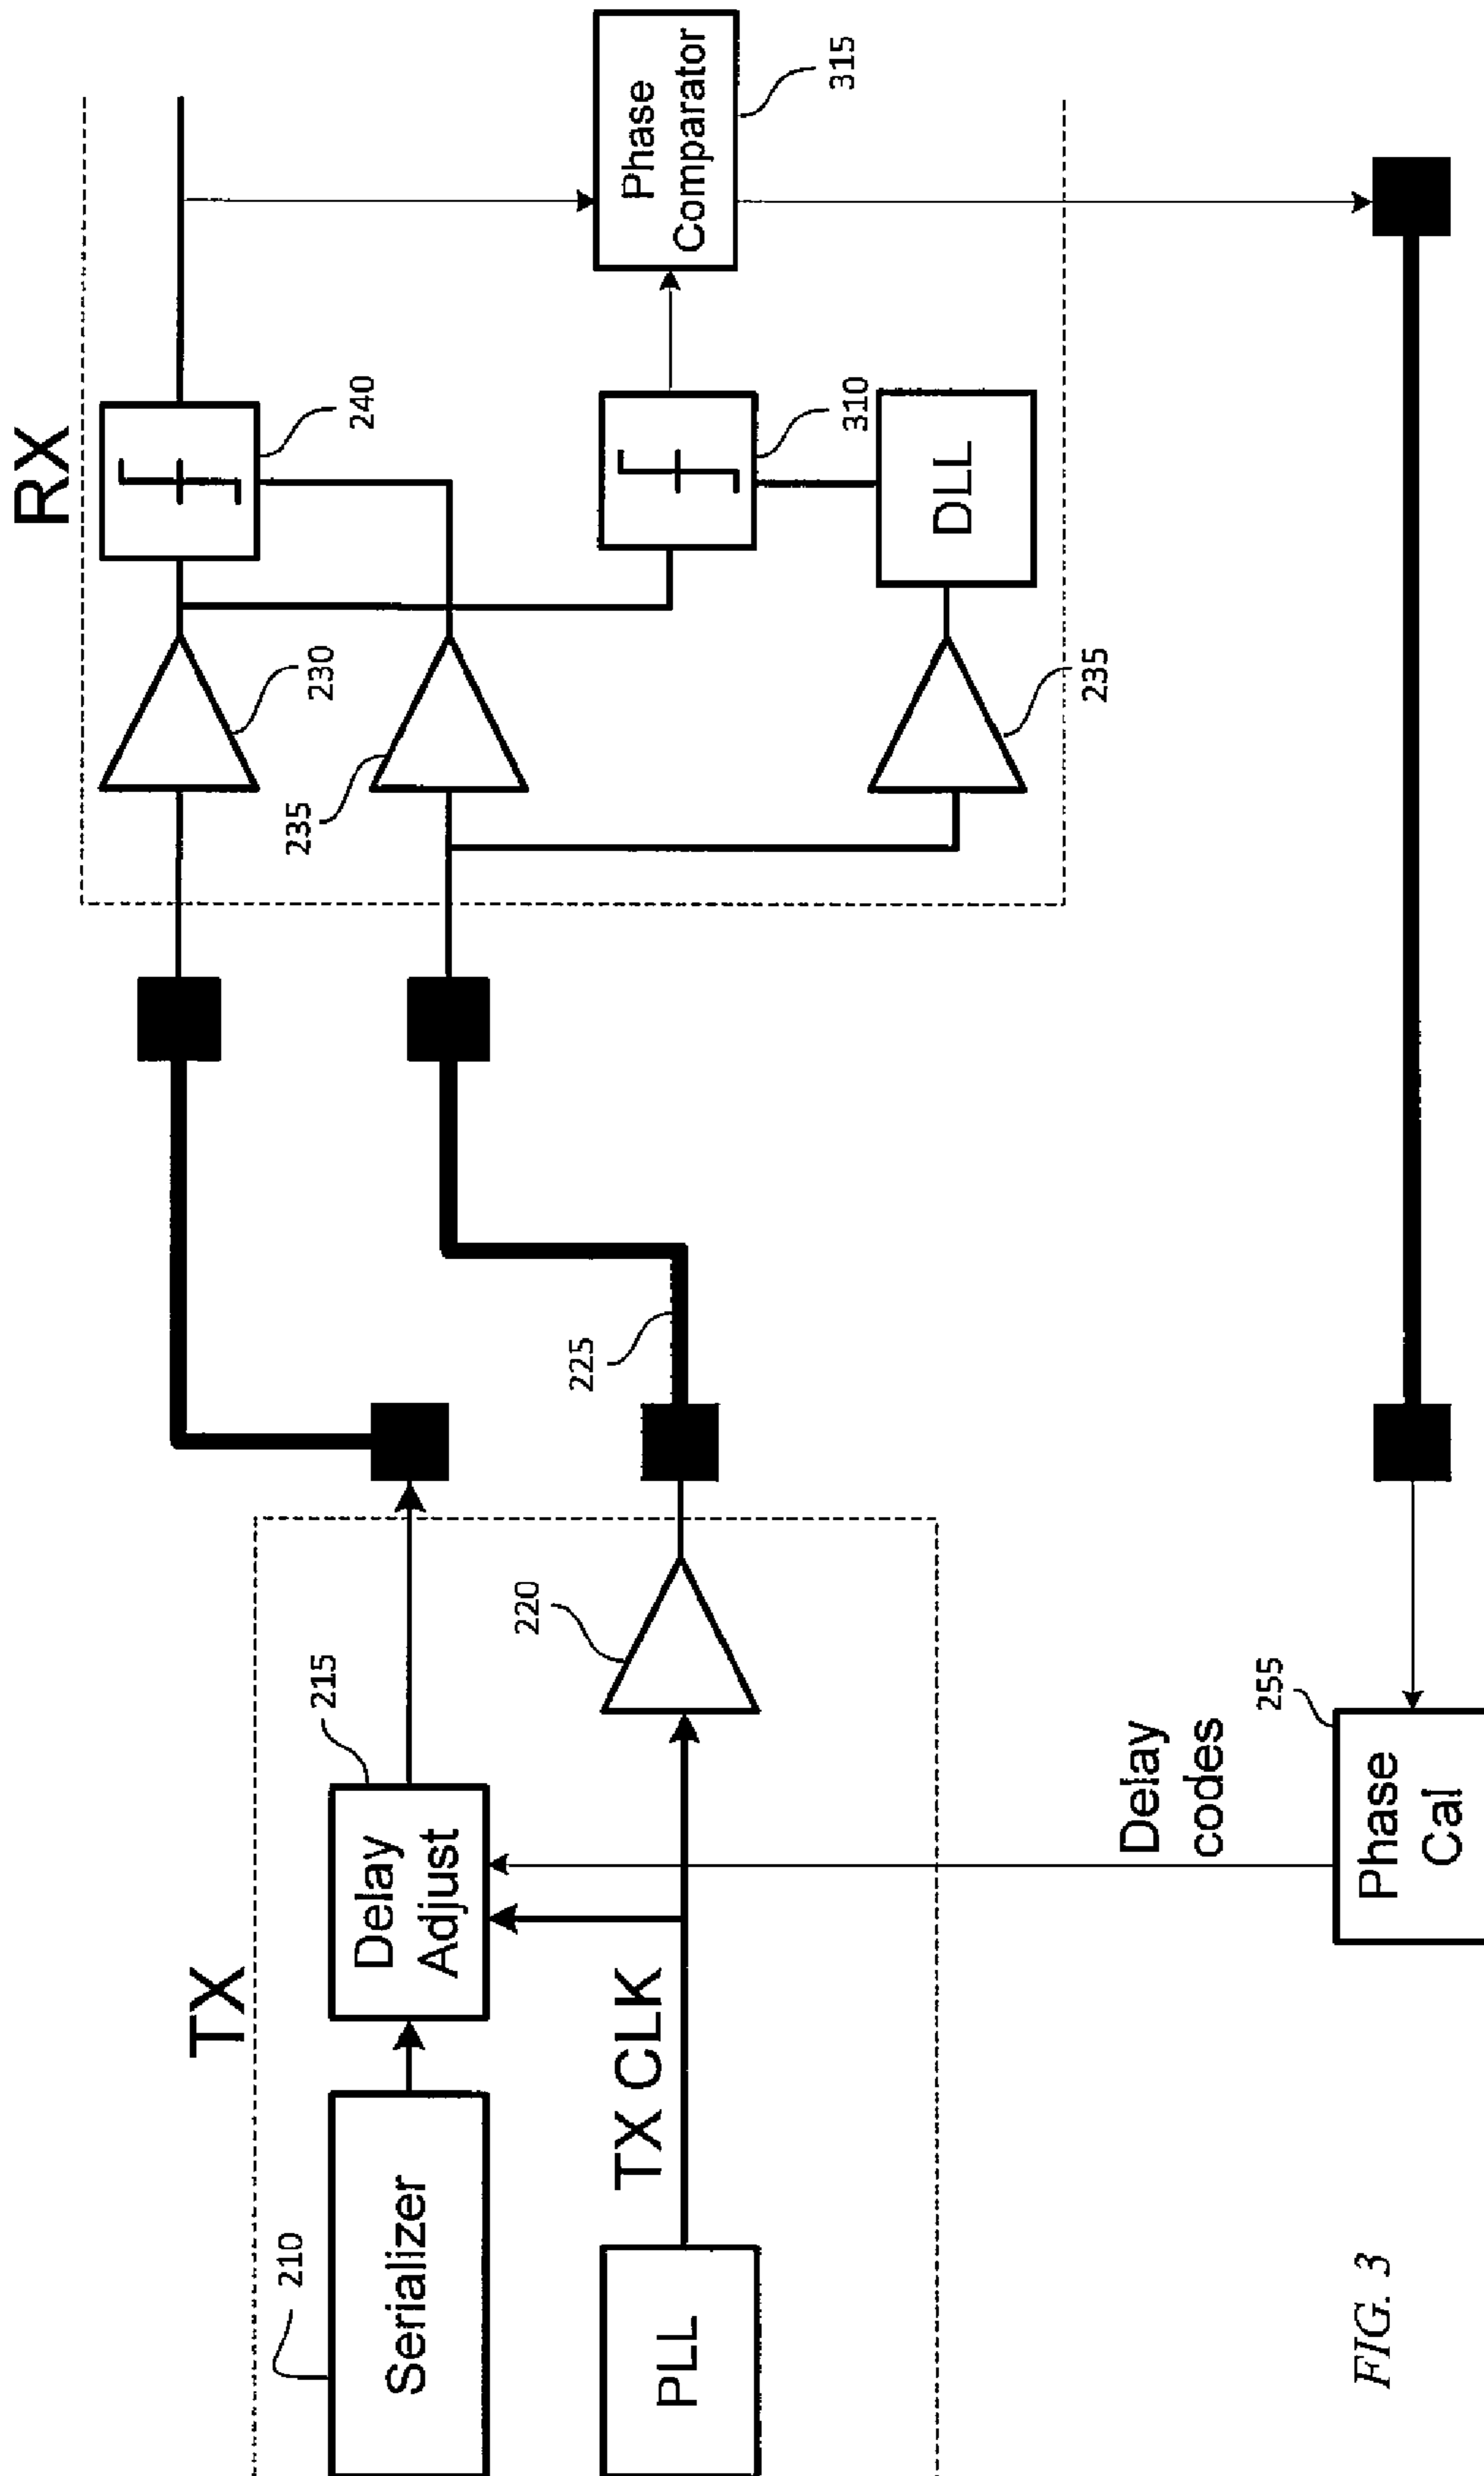 TX
RX
210
Serializer
215
Delay
Adjust
PLL
TX CLK
220
225
230
235
240
310
235
DLL
Phase
Comparator
315
Delay
codes
255
Phase
Cal
FIG. 3